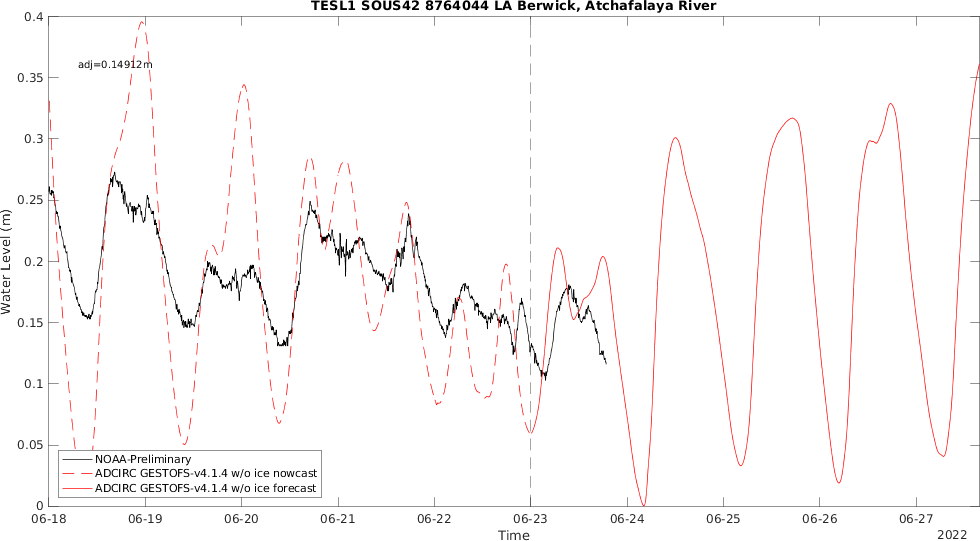 TESL1 SOUS42 8764044 LA Berwick, Atchafalaya River
0.4
adj=0.14912m
0.35
0.3
0.25
0.2
0.15
0.1
0.05
0
Water Level (m)
NOAA-Preliminary
ADCIRC GESTOFS-v4.1.4 w/o ice nowcast
ADCIRC GESTOFS-v4.1.4 w/o ice forecast
06-18 06-19 06-20 06-21 06-22 06-23 06-24 06-25 06-26 06-27
Time
2022